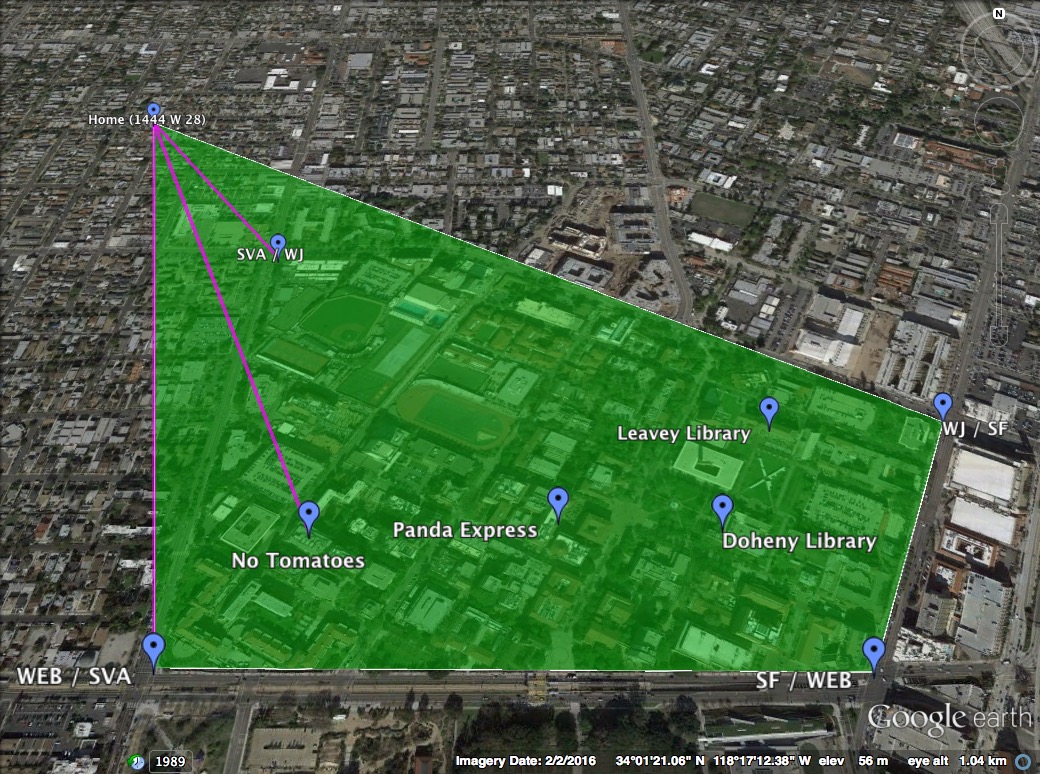 N
Home (1444 W 28)
SVA / WJ
Leavey Library
WJ / SF
Panda Express
Doheny Library
No Tomatoes
WEB / SVA
SF / WEB
Google earth
1989
Imagery Date: 2/2/2016 34°01'21.06" N 118°17'12.38" W elev 56 m eye alt 1.04 km